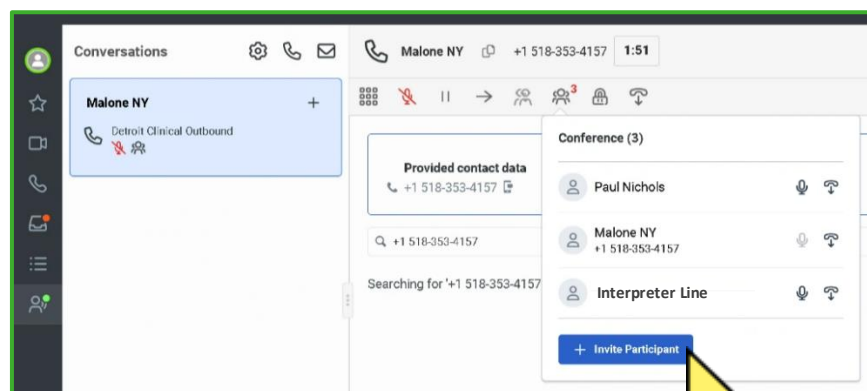 Conversations
Malone NY +1 518-353-4157 1:51
Malone NY
Detroit Clinical Outbound
3
Conference (3)
Provided contact data
+1 518-353-4157
Paul Nichols
Malone NY
+1 518-353-4157
+1 518-353-4157
Searching for '+1 518-353-4157
Interpreter Line
+ Invite Participant